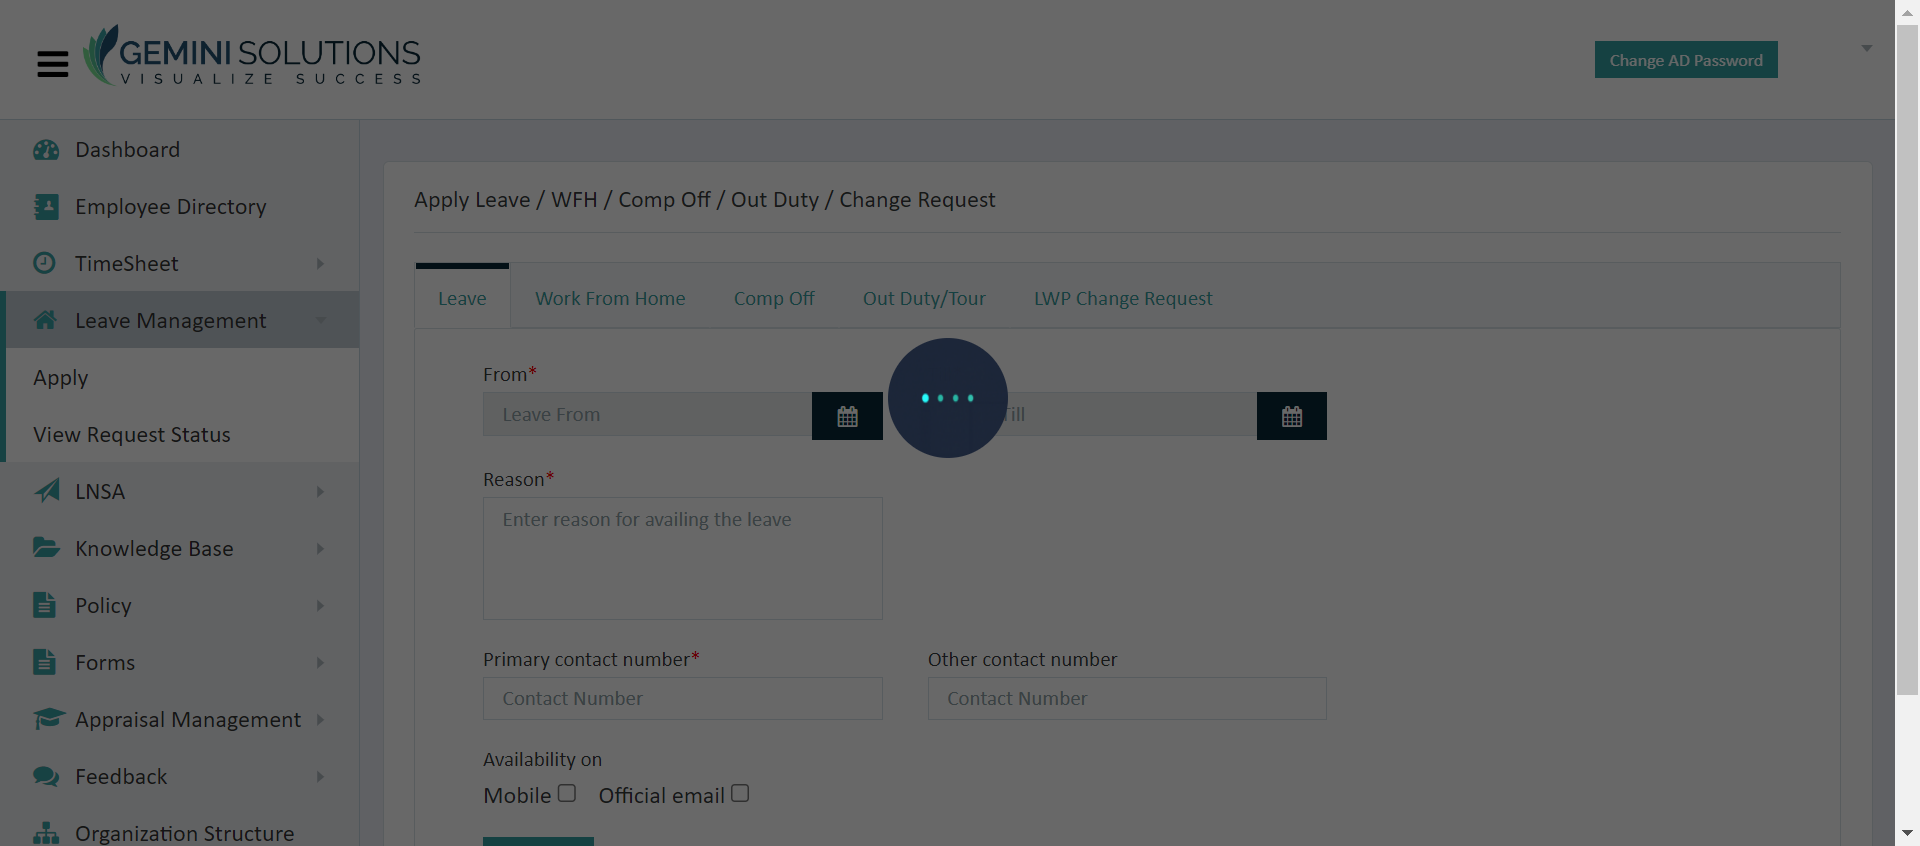 GEMINI SOLUTIONS
VISUALIZE SUCCESS
Change AD Password
Dashboard
Employee Directory
TimeSheet
Leave Management
Apply
View Request Status
LNSA
Knowledge Base
Policy
Forms
Appraisal Management
Feedback
Organization Structure
Apply Leave / WFH / Comp Off / Out Duty / Change Request
Leave Work From Home Comp Off Out Duty/Tour LWP Change Request
From*
Leave From Till
Reason*
Enter reason for availing the leave
Primary contact number* Other contact number
Contact Number Contact Number
Availability on
Mobile Official email